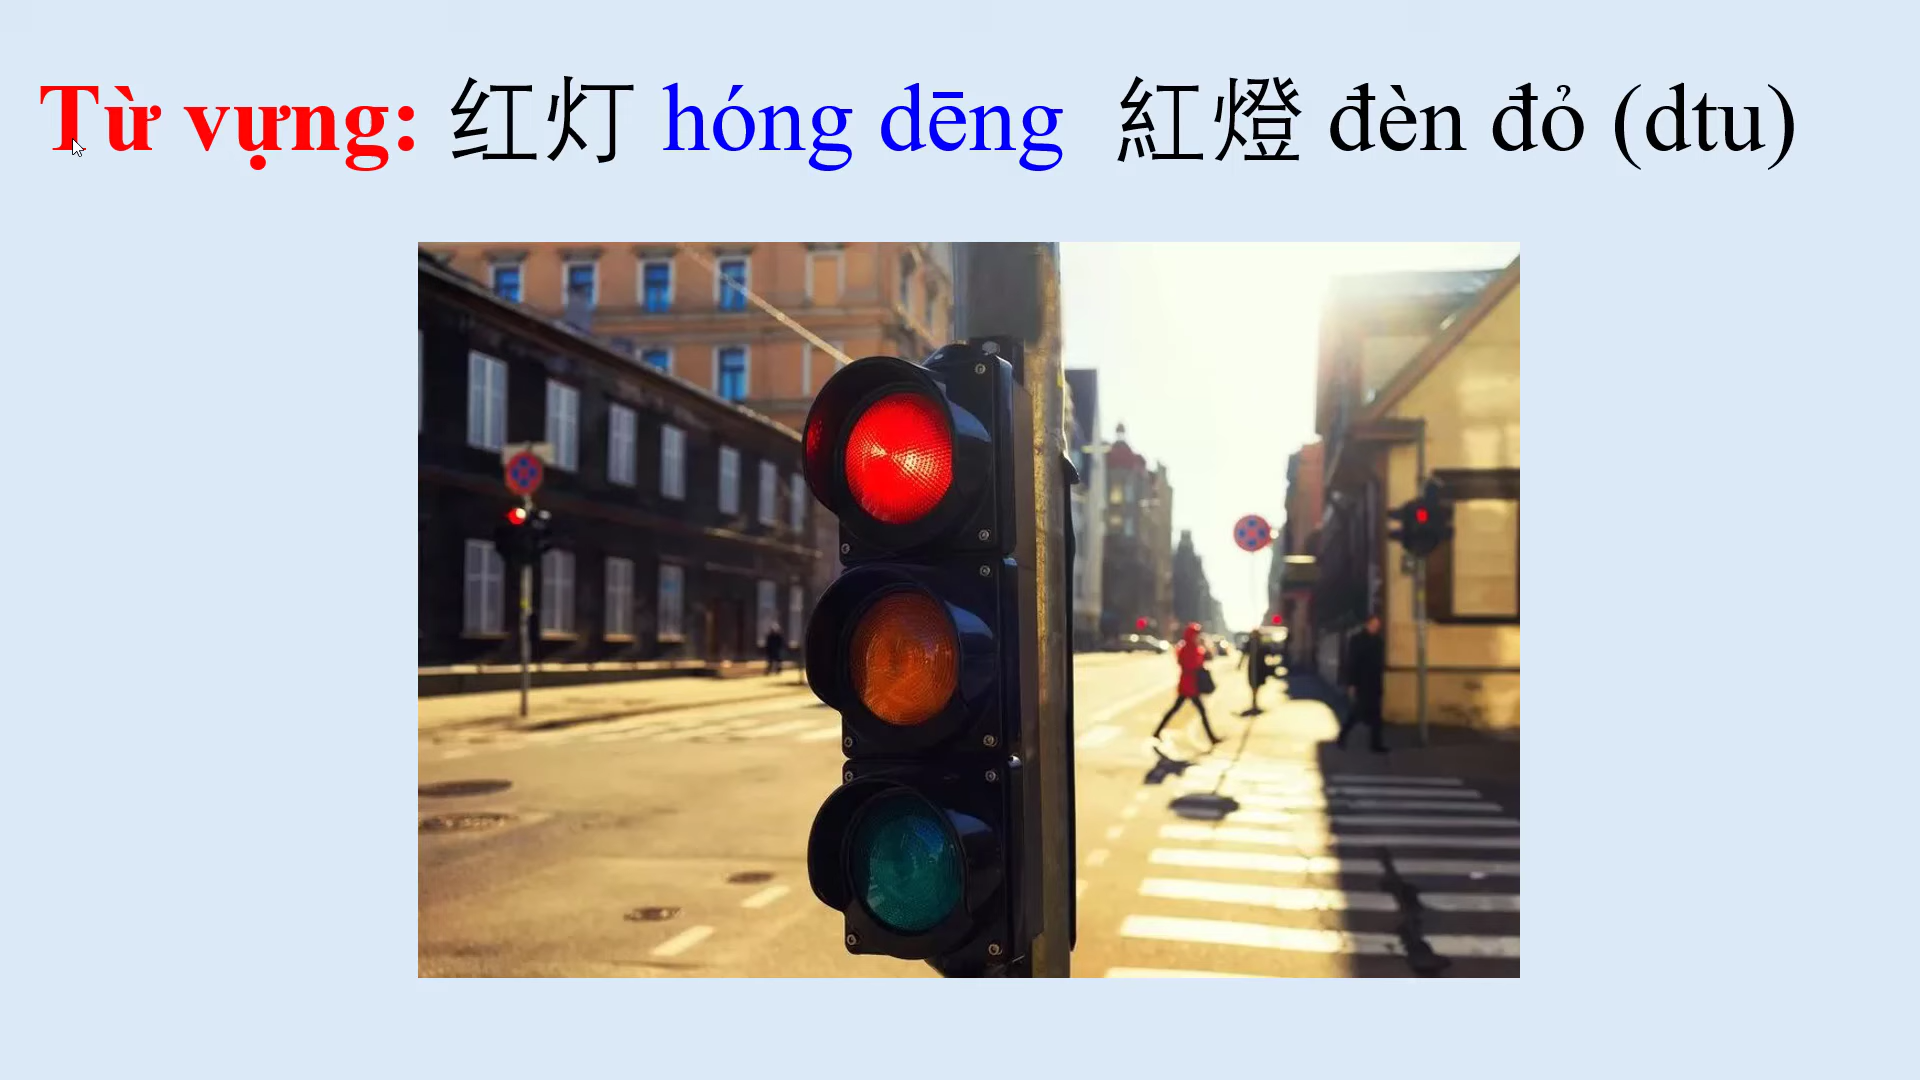 Từ vựng: 红灯 hóng dēng 紅燈 đèn đỏ (dtu)